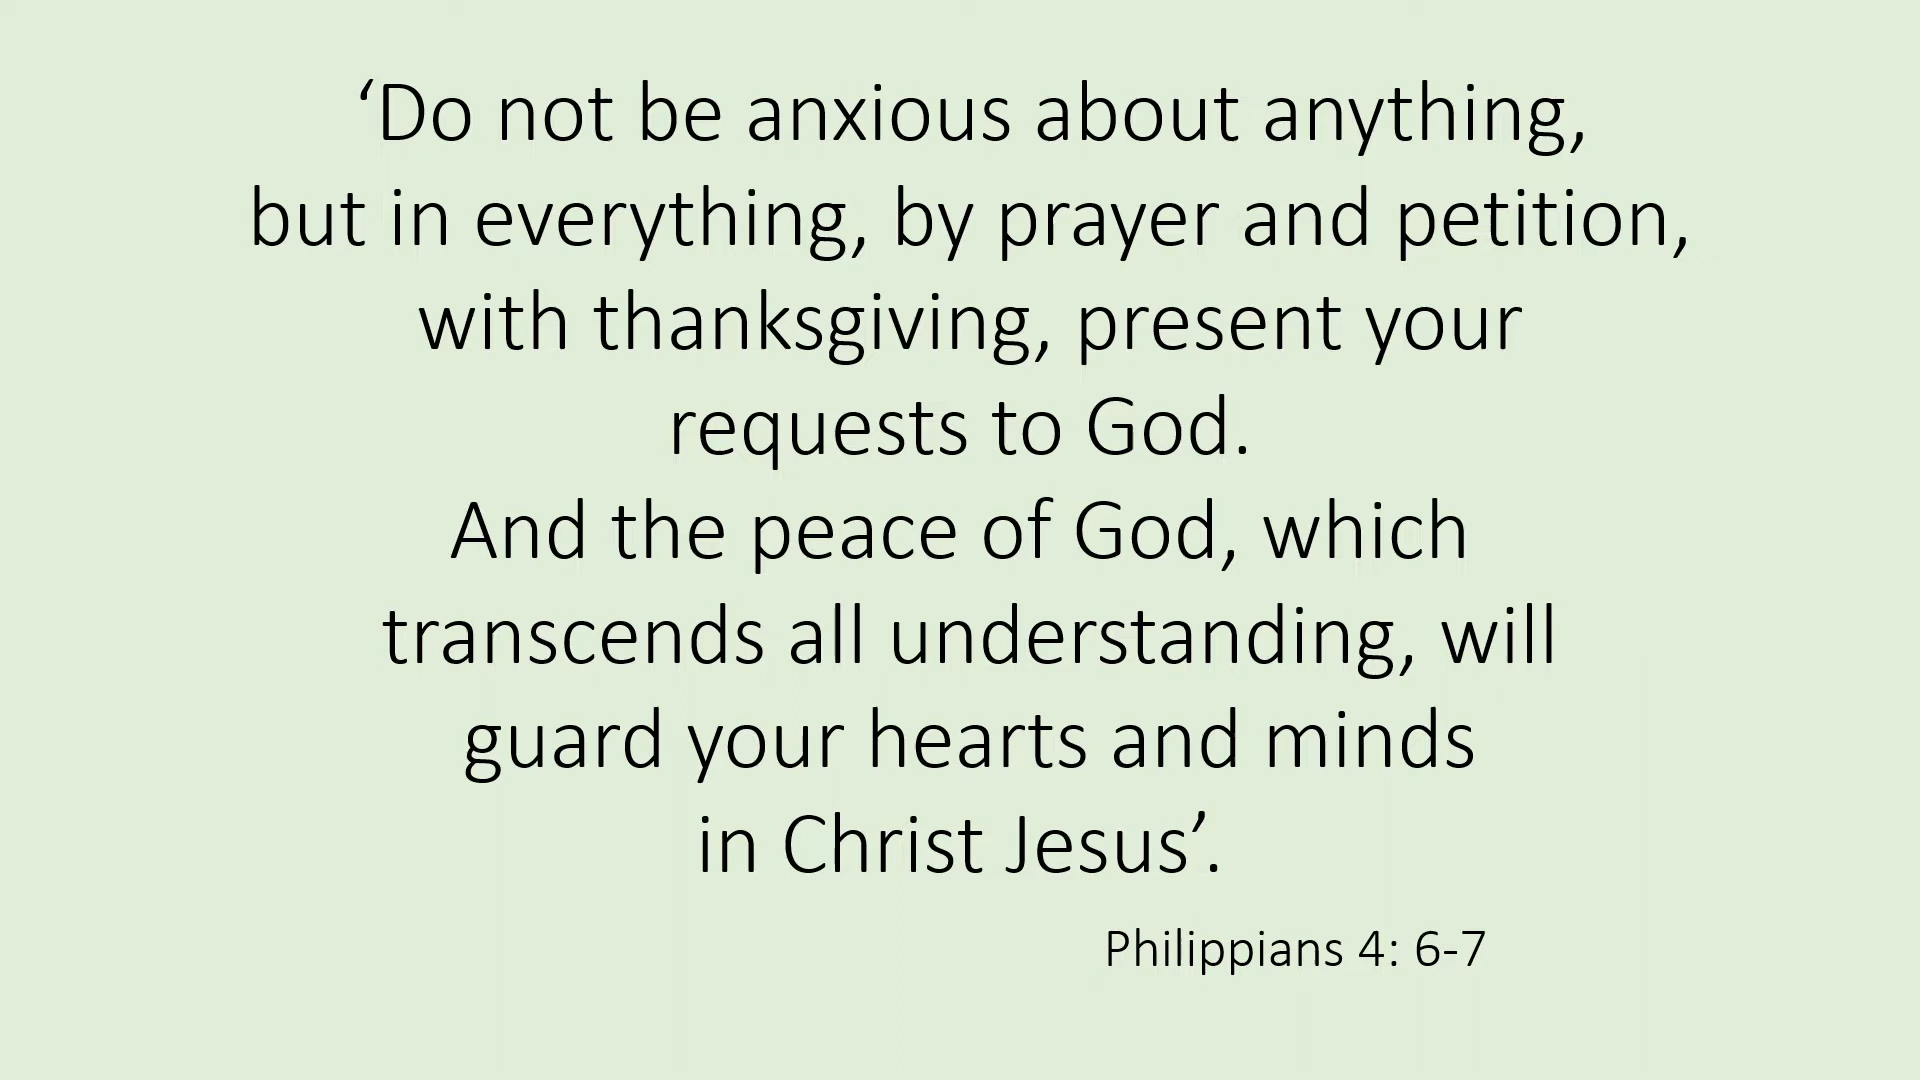 ‘Do not be anxious about anything,
but in everything, by prayer and petition,
with thanksgiving, present your
requests to God.
And the peace of God, which
transcends all understanding, will
guard your hearts and minds
in Christ Jesus’.
Philippians 4: 6-7